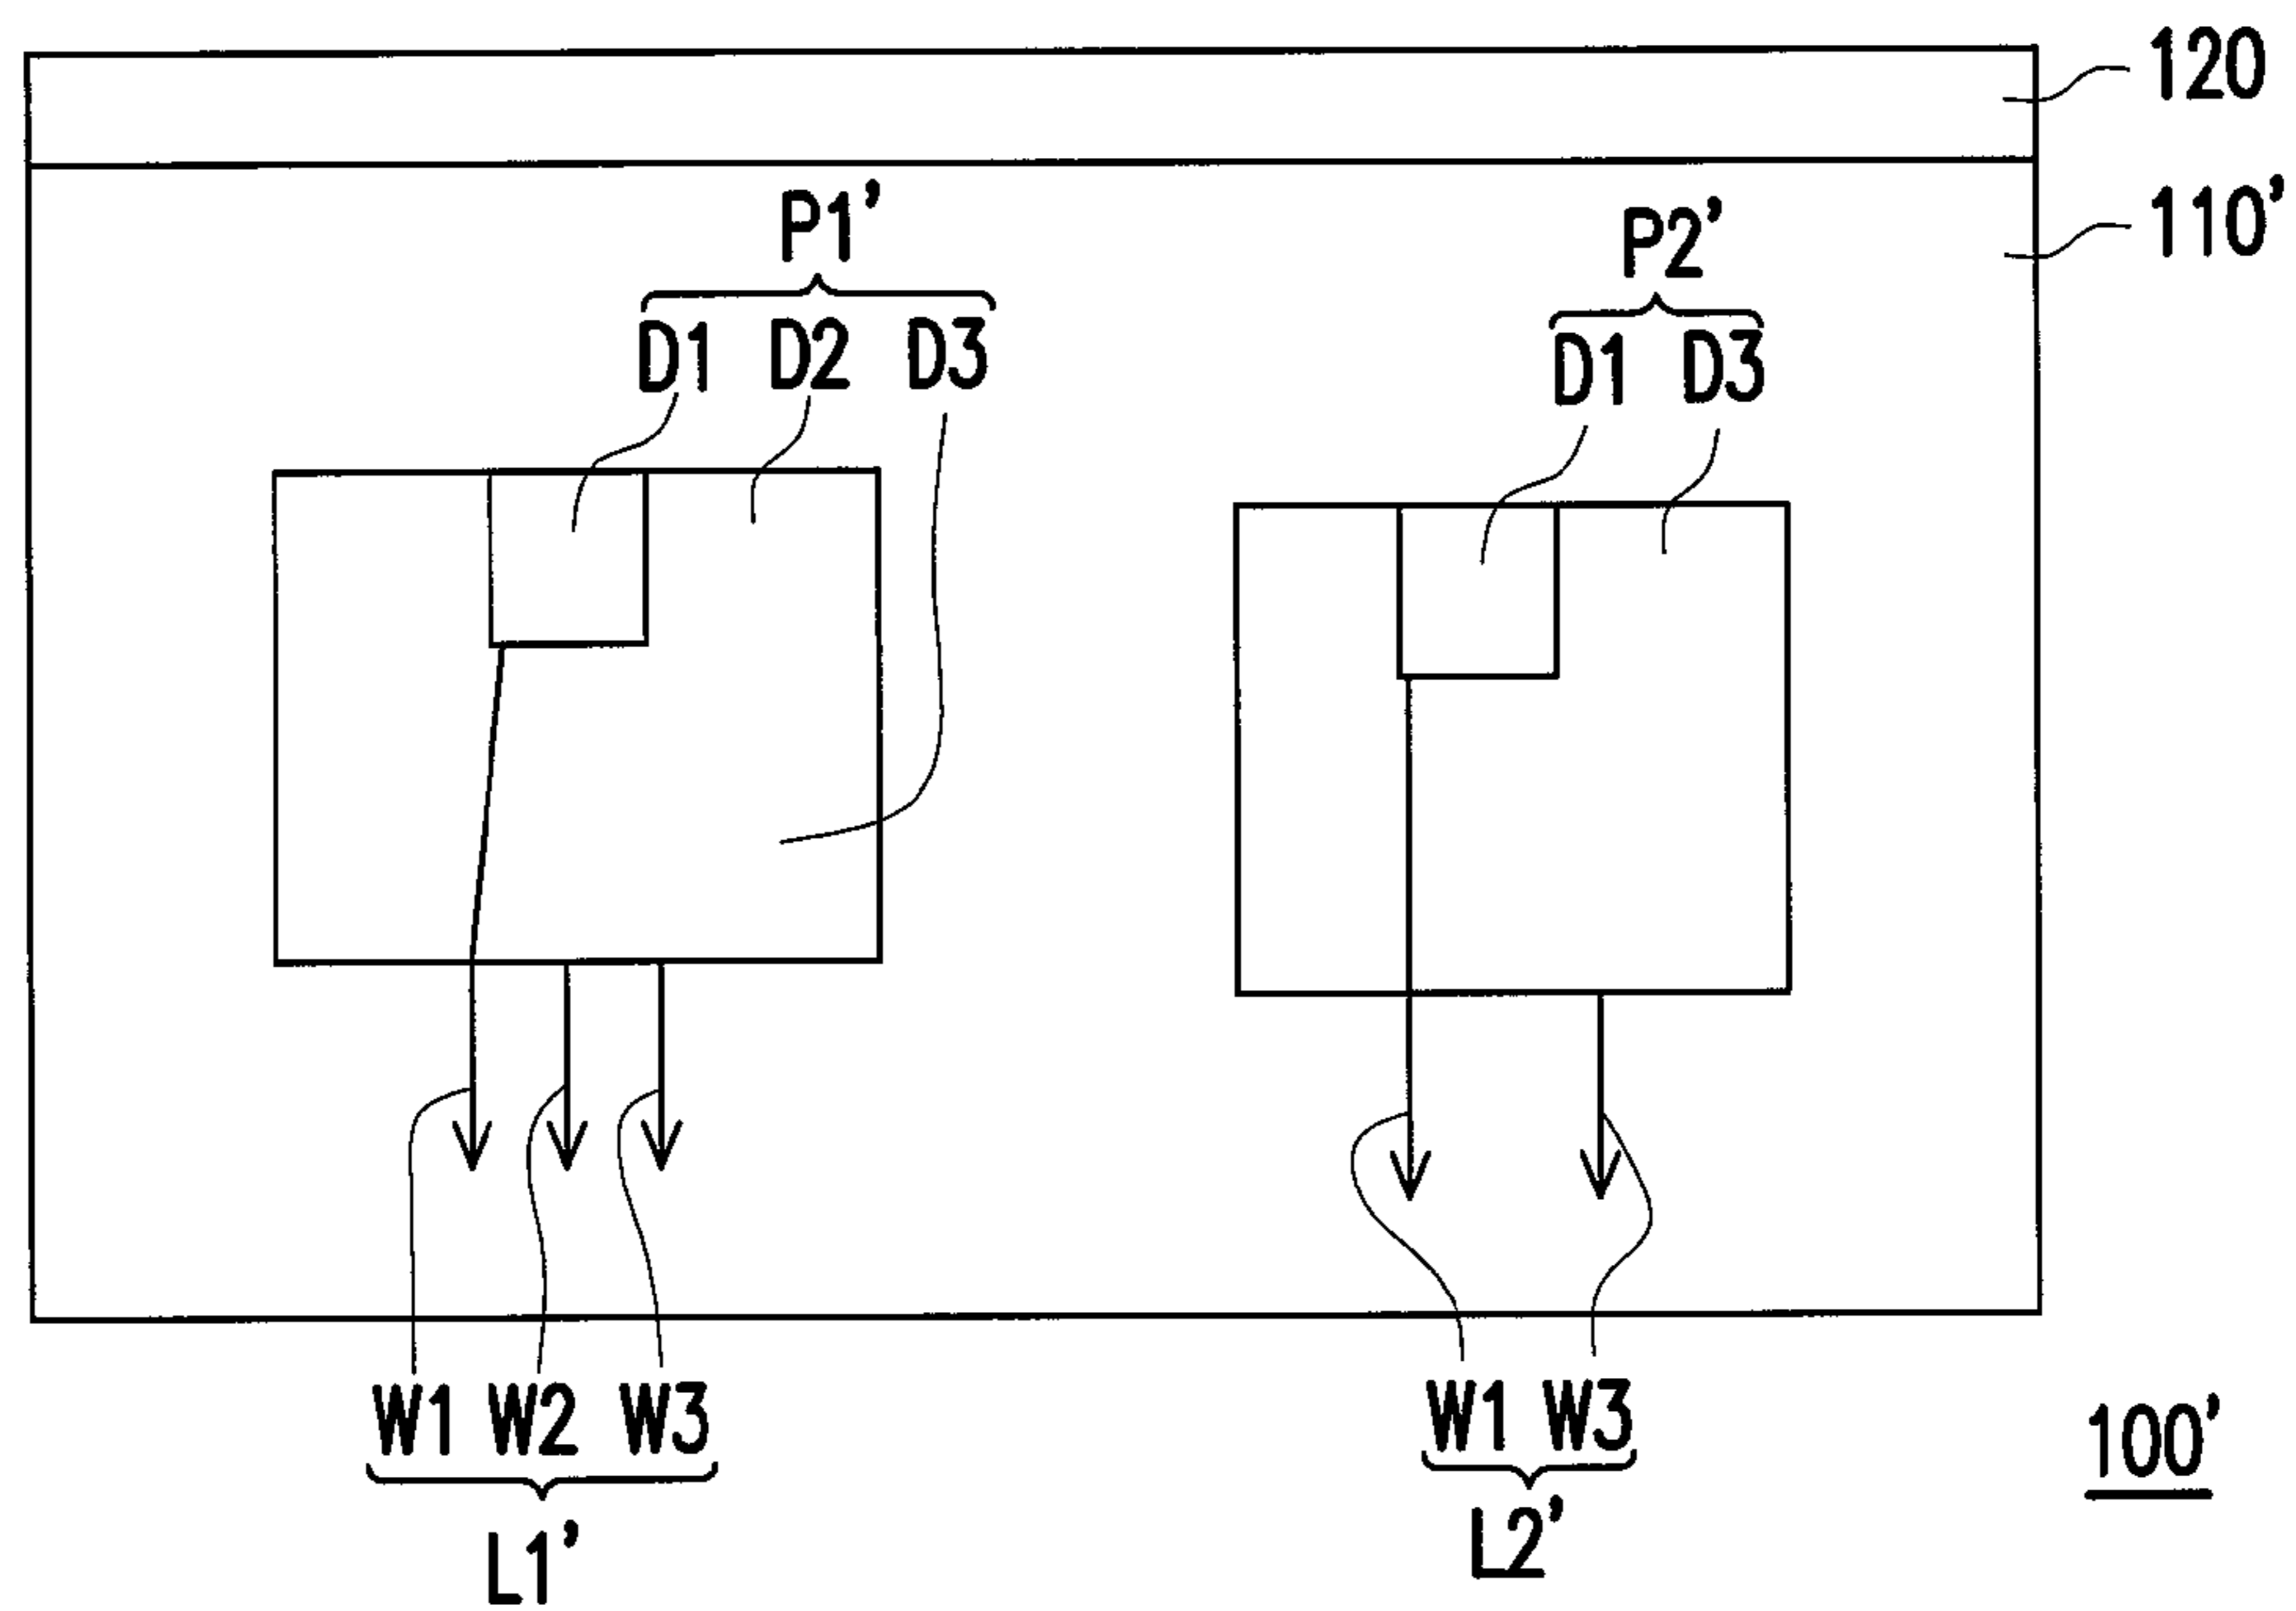 120
110'
P1'
P2'
D1 D2 D3
D1 D3
W1 W2 W3
W1 W3
100'
L1'
L2'